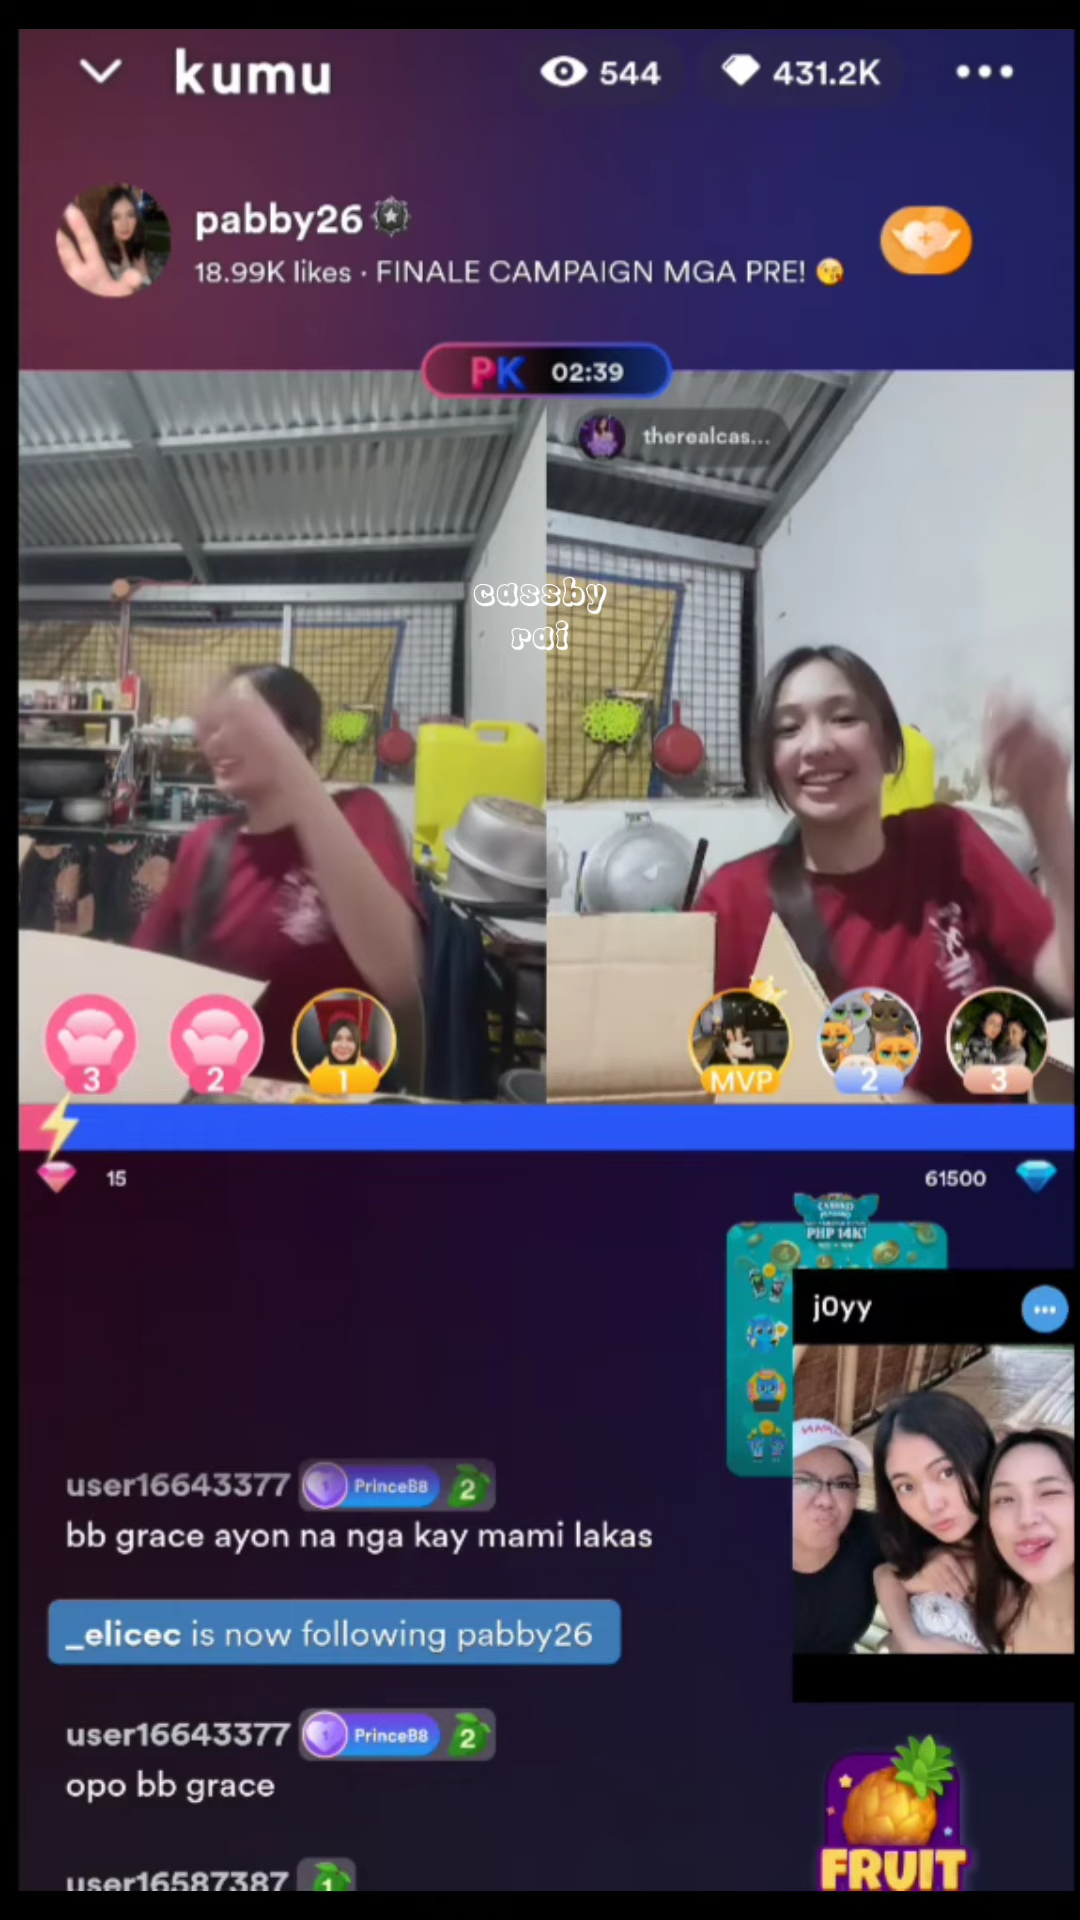 kumu
544
431.2K
pabby26
18.99K likes · FINALE CAMPAIGN MGA PRE! 😘
PK 02:39
therealcas...
cassby
rai
3
2
1
MVP
2
3
15
61500
PHP 14K!
j0yy
user16643377 1 PrinceB8 2
bb grace ayon na nga kay mami lakas
_elicec is now following pabby26
user16643377 1 PrinceB8 2
opo bb grace
user16587387 1
FRUIT